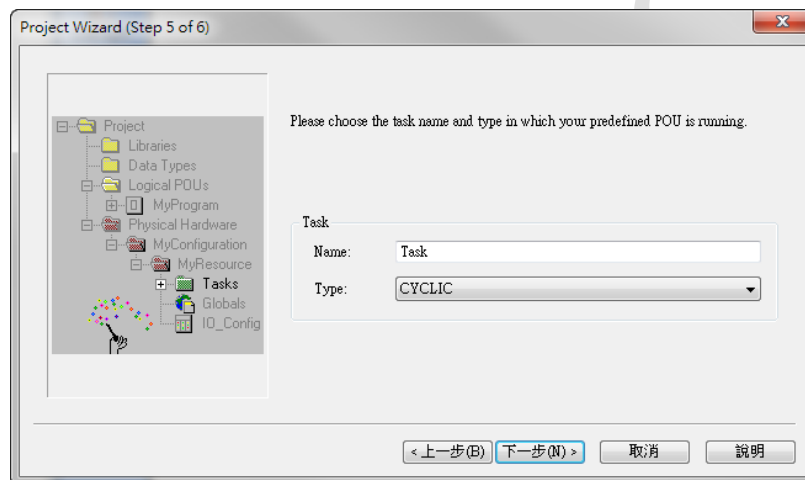 Project Wizard (Step 5 of 6)
Project
Libraries
Data Types
Logical POUs
MyProgram
Physical Hardware
MyConfiguration
MyResource
Tasks
Globals
IO_Config
Please choose the task name and type in which your predefined POU is running.
Task
Name: Task
Type: CYCLIC
< 上一步(B) 下一步(N) > 取消 說明